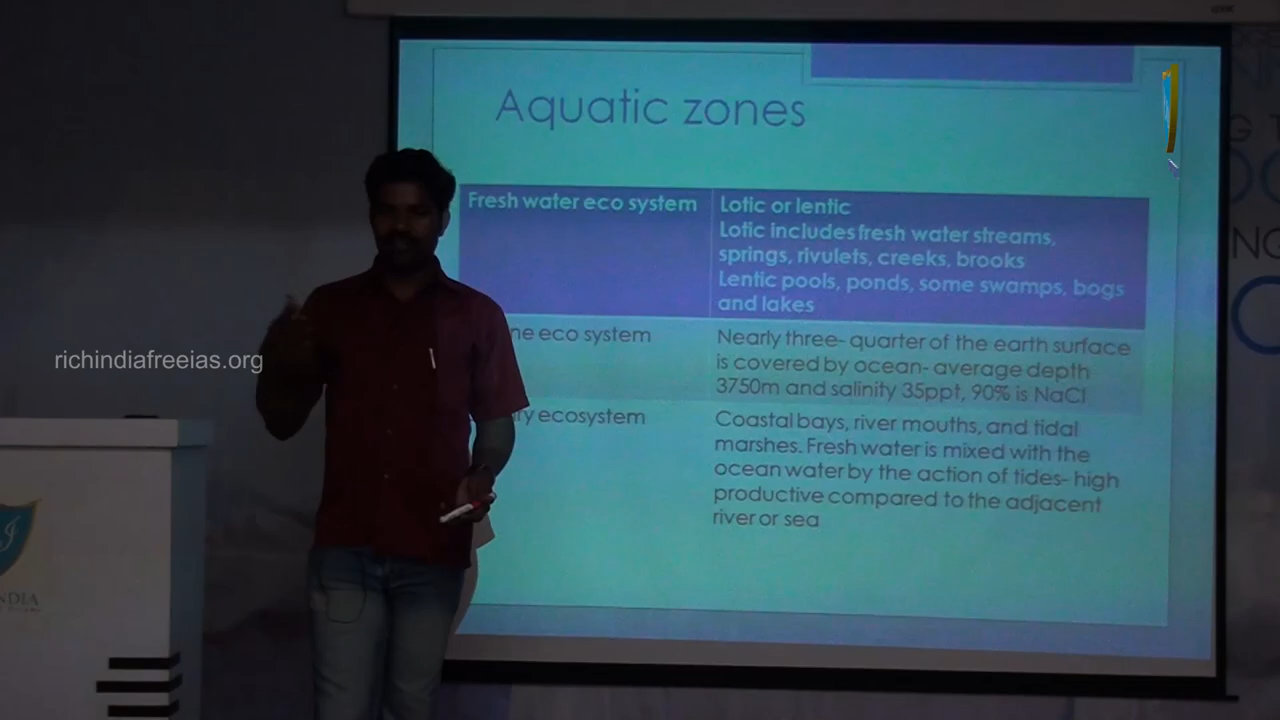 Aquatic zones
Fresh water eco system
Lotic or lentic
Lotic includes fresh water streams,
springs, rivulets, creeks, brooks
Lentic pools, ponds, some swamps, bogs
and lakes
ne eco system
Nearly three- quarter of the earth surface
is covered by ocean- average depth
3750m and salinity 35ppt, 90% is NaCl
ry ecosystem
Coastal bays, river mouths, and tidal
marshes. Fresh water is mixed with the
ocean water by the action of tides- high
productive compared to the adjacent
river or sea
richindiafreeias.org